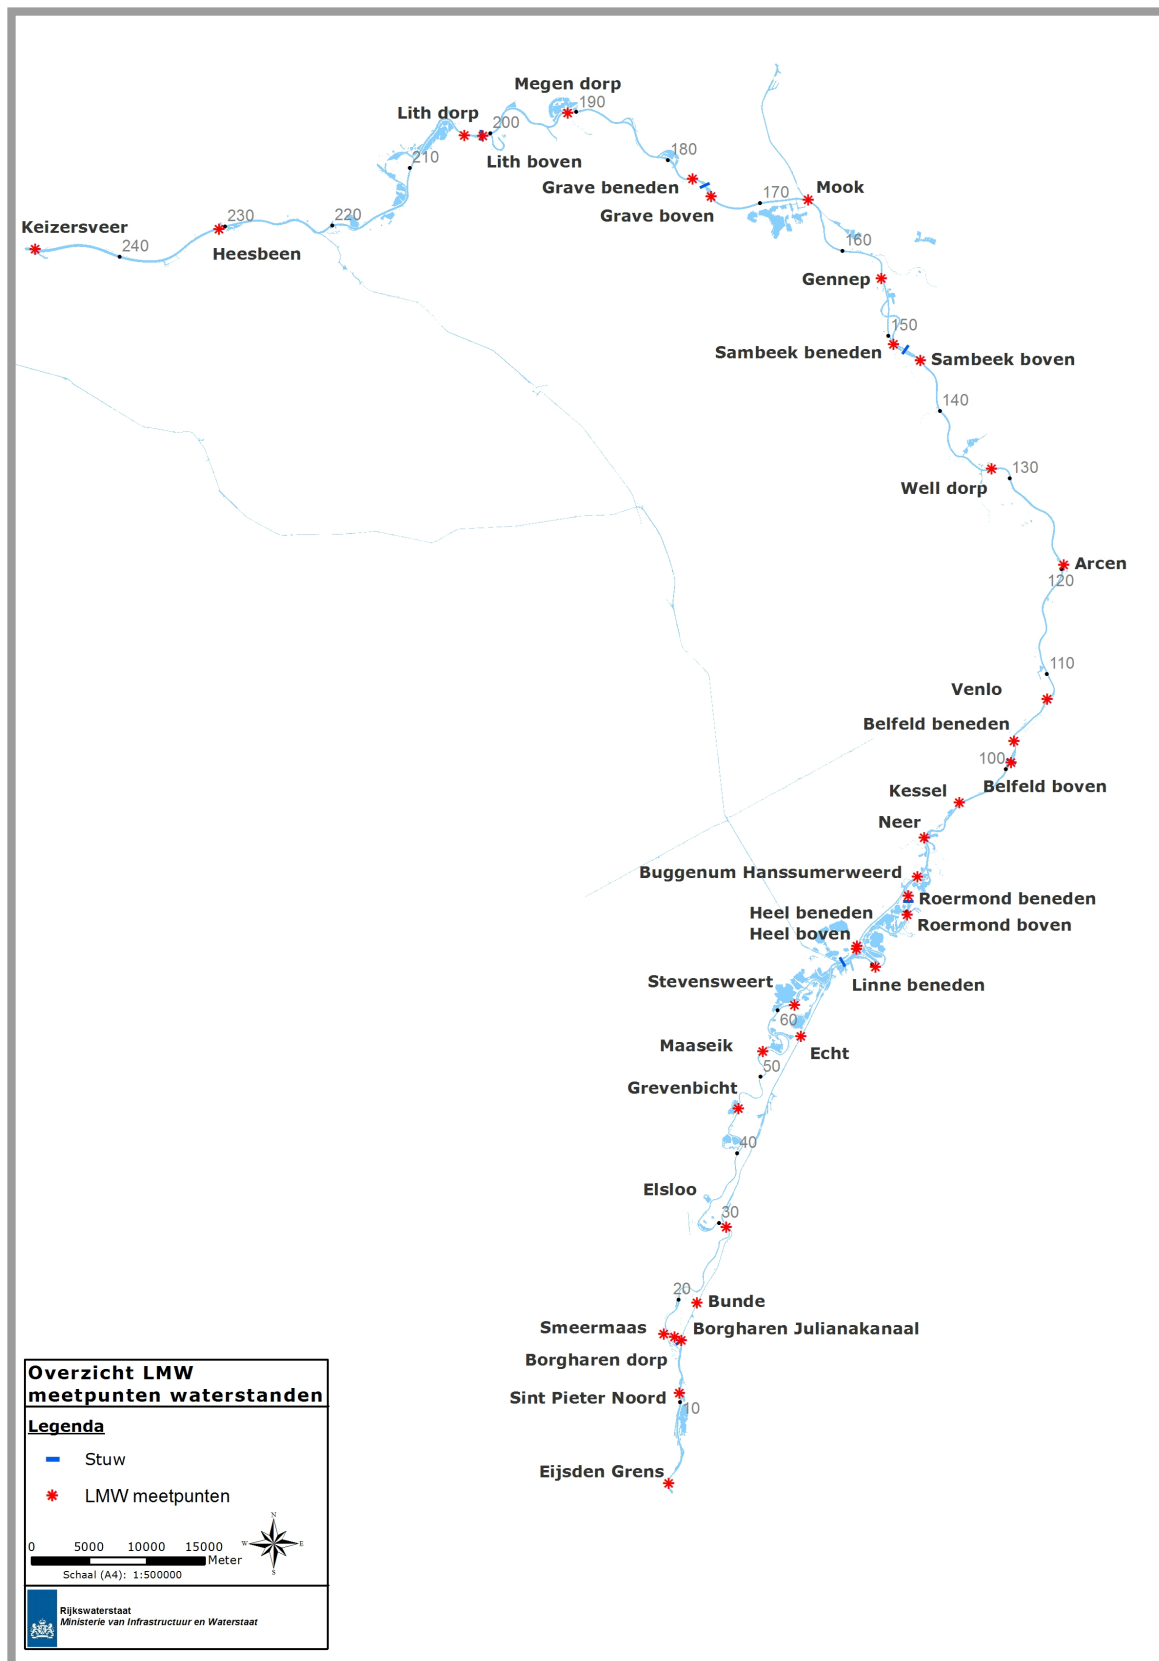 Megen dorp
190
Lith dorp
200
Lith boven
210
180
Grave beneden
170
Mook
Grave boven
Keizersveer
230
220
240
Heesbeen
160
Gennep
150
Sambeek beneden
Sambeek boven
140
130
Well dorp
Arcen
120
110
Venlo
Belfeld beneden
100
Belfeld boven
Kessel
Neer
Buggenum Hanssumerweerd
Roermond beneden
Heel beneden
Roermond boven
Heel boven
Stevensweert
Linne beneden
60
Maaseik
Echt
50
Grevenbicht
40
Elsloo
30
20
Bunde
Smeermaas
Borgharen Julianakanaal
Borgharen dorp
Sint Pieter Noord
10
Eijsden Grens
Overzicht LMW
meetpunten waterstanden
Legenda
Stuw
LMW meetpunten
N
W
E
S
0 5000 10000 15000
Meter
Schaal (A4): 1:500000
Rijkswaterstaat
Ministerie van Infrastructuur en Waterstaat